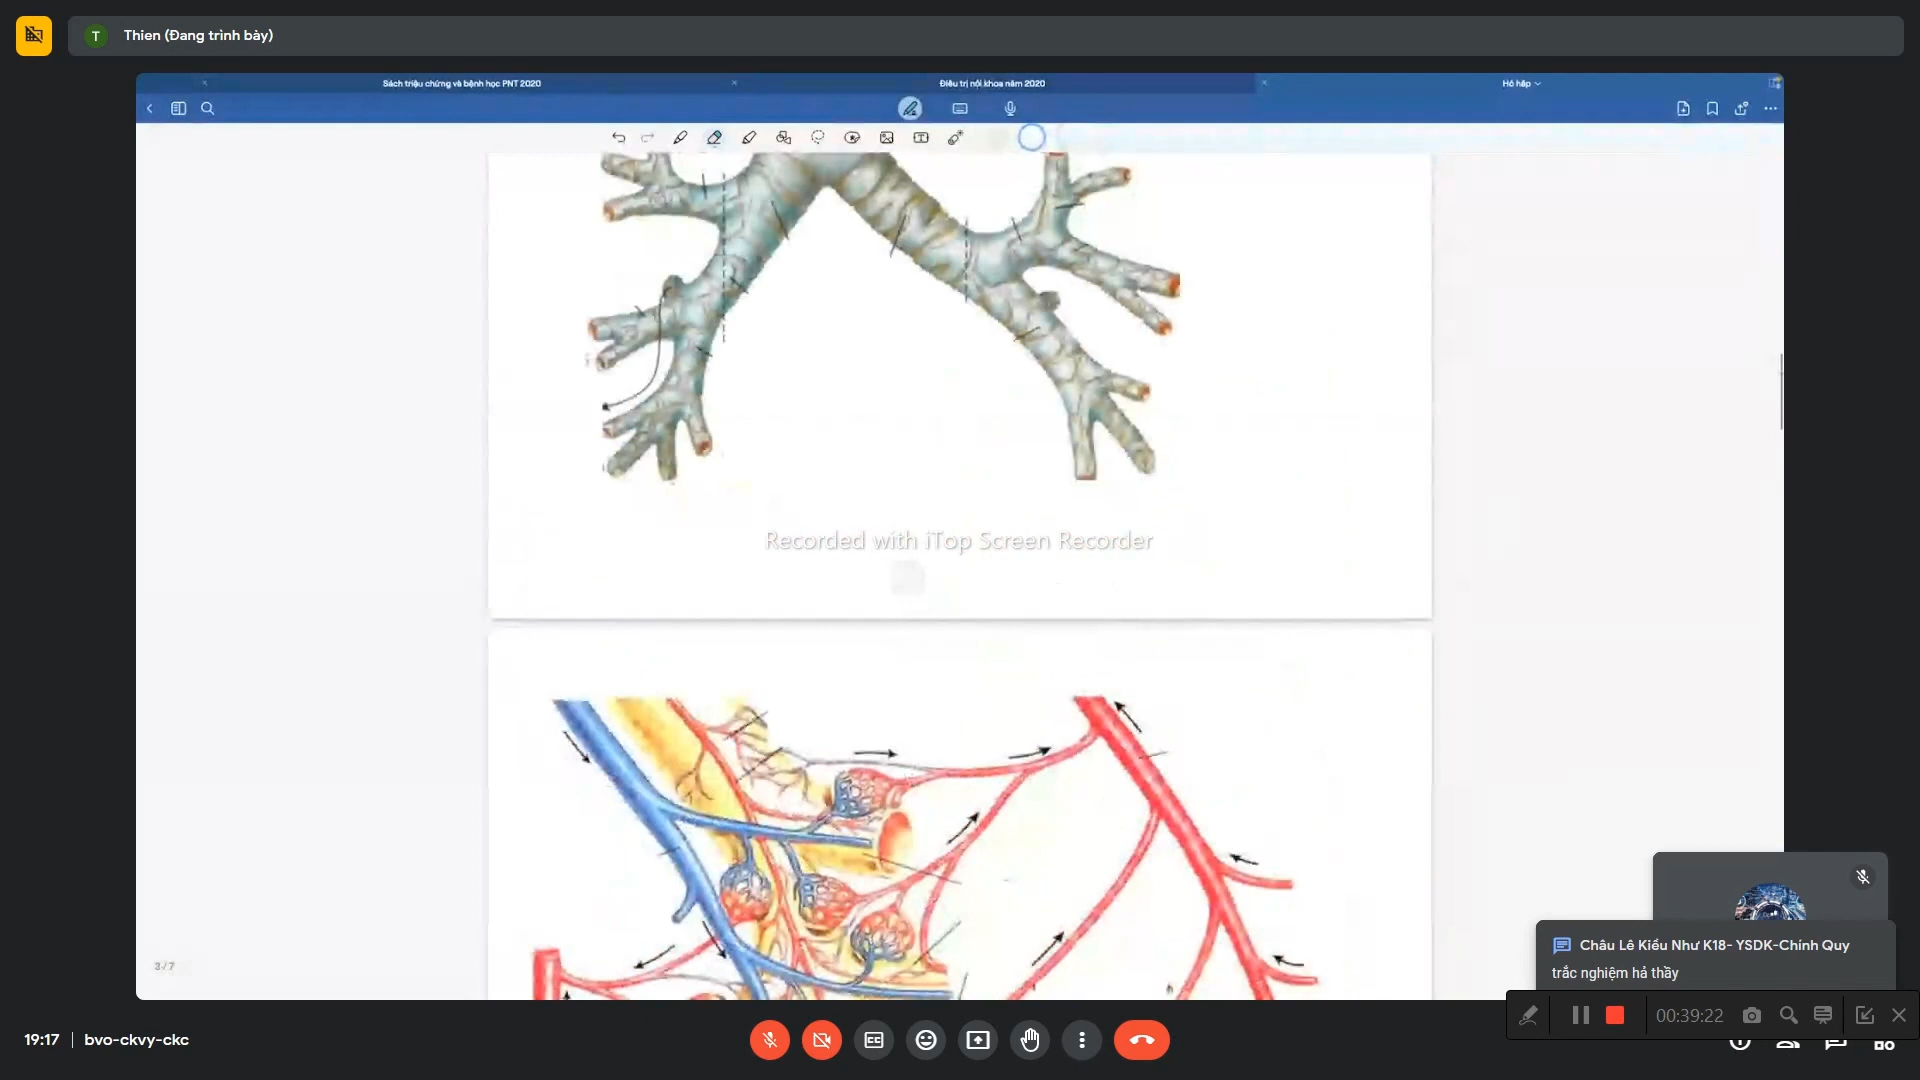 T Thien (Đang trình bày)
Sách triệu chứng và bệnh học PNT 2020
Điều trị nội khoa năm 2020
Hô hấp
Recorded with iTop Screen Recorder
3/7
Châu Lê Kiều Như K18- YSDK-Chính Quy
trắc nghiệm hả thầy
00:39:22
19:17 bvo-ckvy-ckc